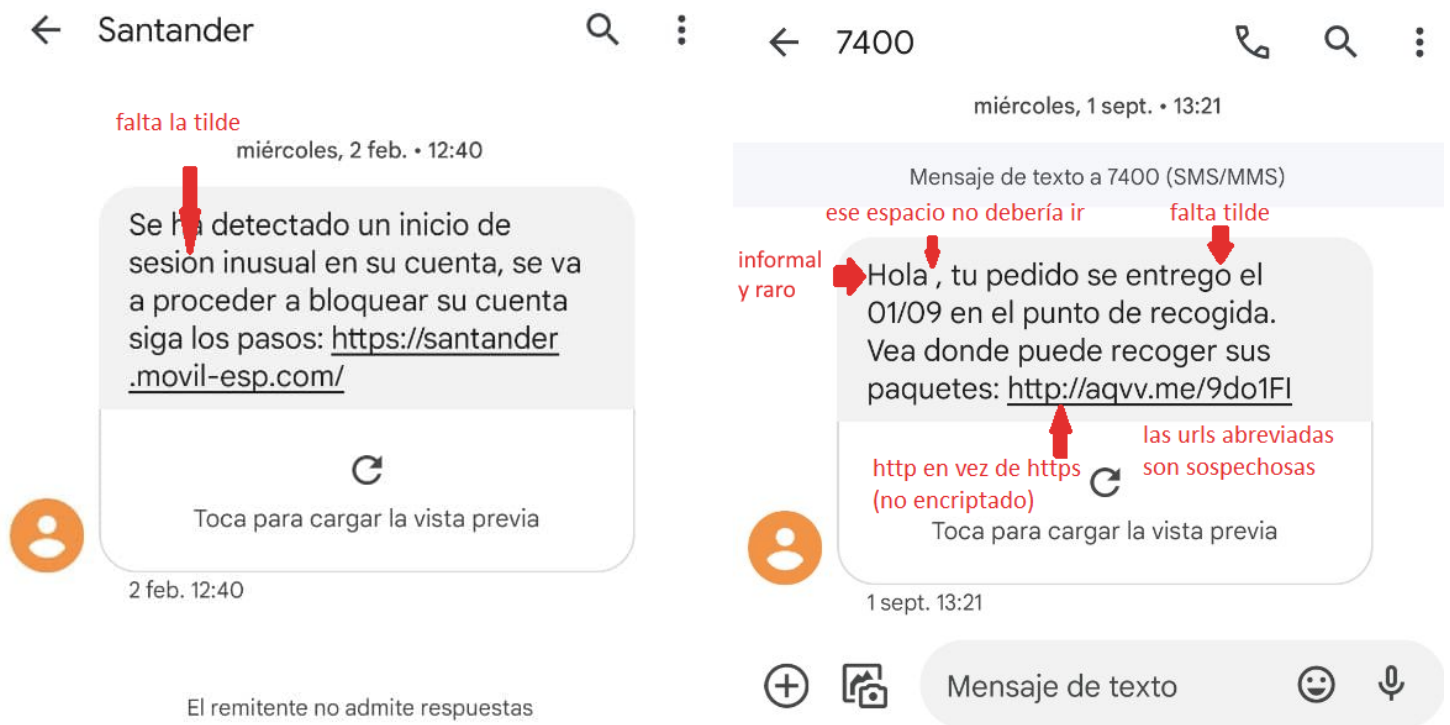 Santander
falta la tilde
miércoles, 2 feb. • 12:40
Se ha detectado un inicio de
sesion inusual en su cuenta, se va
a proceder a bloquear su cuenta
siga los pasos: https://santander
.movil-esp.com/
Toca para cargar la vista previa
2 feb. 12:40
El remitente no admite respuestas
7400
miércoles, 1 sept. • 13:21
Mensaje de texto a 7400 (SMS/MMS)
ese espacio no debería ir
falta tilde
informal
y raro
Hola , tu pedido se entrego el
01/09 en el punto de recogida.
Vea donde puede recoger sus
paquetes: http://aqvv.me/9do1FI
las urls abreviadas
son sospechosas
http en vez de https
(no encriptado)
Toca para cargar la vista previa
1 sept. 13:21
Mensaje de texto